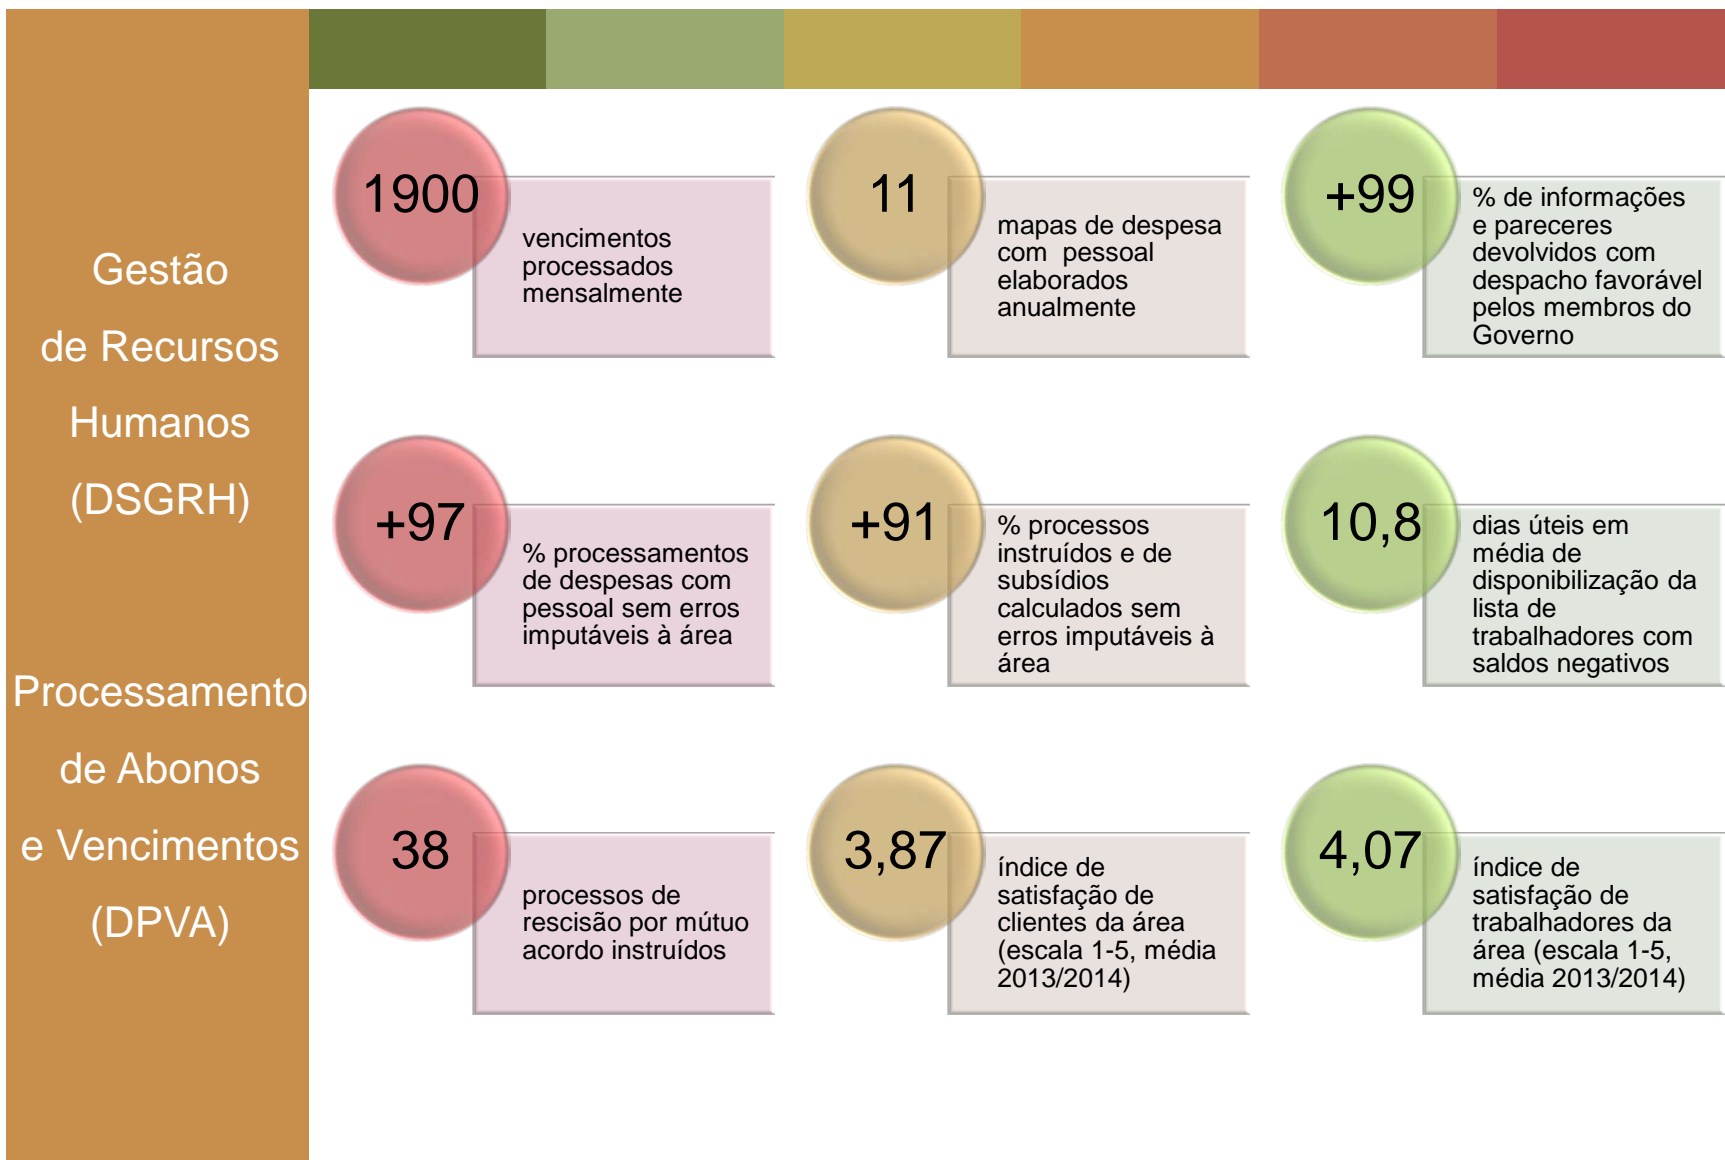 Gestão
de Recursos
Humanos
(DSGRH)
Processamento
de Abonos
e Vencimentos
(DPVA)
1900
vencimentos
processados
mensalmente
11
mapas de despesa
com pessoal
elaborados
anualmente
+99
% de informações
e pareceres
devolvidos com
despacho favorável
pelos membros do
Governo
+97
% processamentos
de despesas com
pessoal sem erros
imputáveis à área
+91
% processos
instruídos e de
subsídios
calculados sem
erros imputáveis à
área
10,8
dias úteis em
média de
disponibilização da
lista de
trabalhadores com
saldos negativos
38
processos de
rescisão por mútuo
acordo instruídos
3,87
índice de
satisfação de
clientes da área
(escala 1-5, média
2013/2014)
4,07
índice de
satisfação de
trabalhadores da
área (escala 1-5,
média 2013/2014)